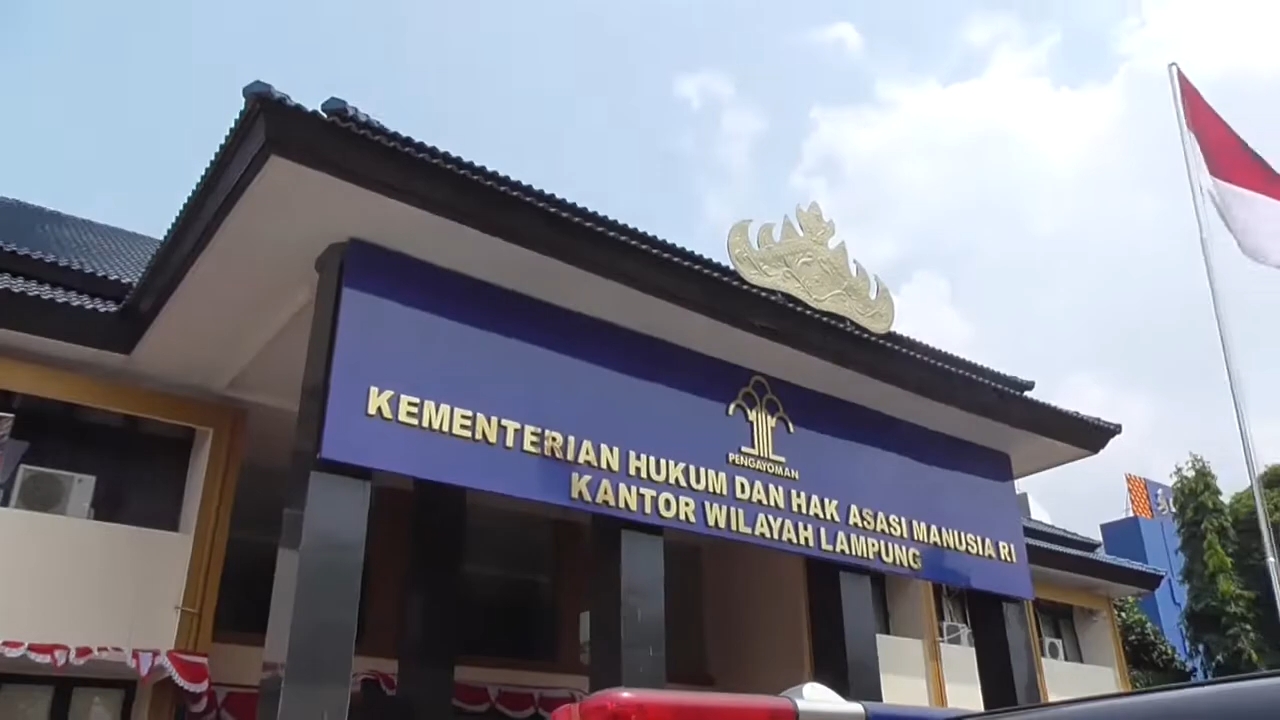 PENGAYOMAN
KEMENTERIAN HUKUM DAN HAK ASASI MANUSIA RI
KANTOR WILAYAH LAMPUNG